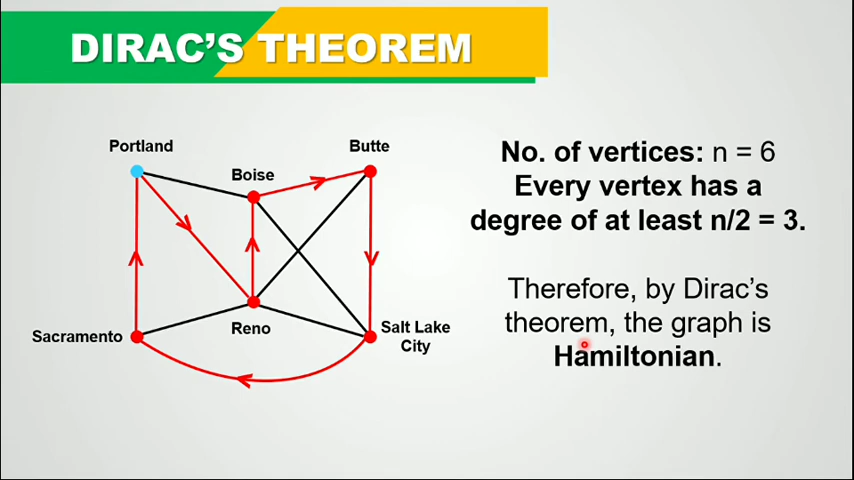 DIRAC’S THEOREM
Portland
Boise
Butte
Sacramento
Reno
Salt Lake
City
No. of vertices: n = 6
Every vertex has a
degree of at least n/2 = 3.
Therefore, by Dirac’s
theorem, the graph is
Hamiltonian.